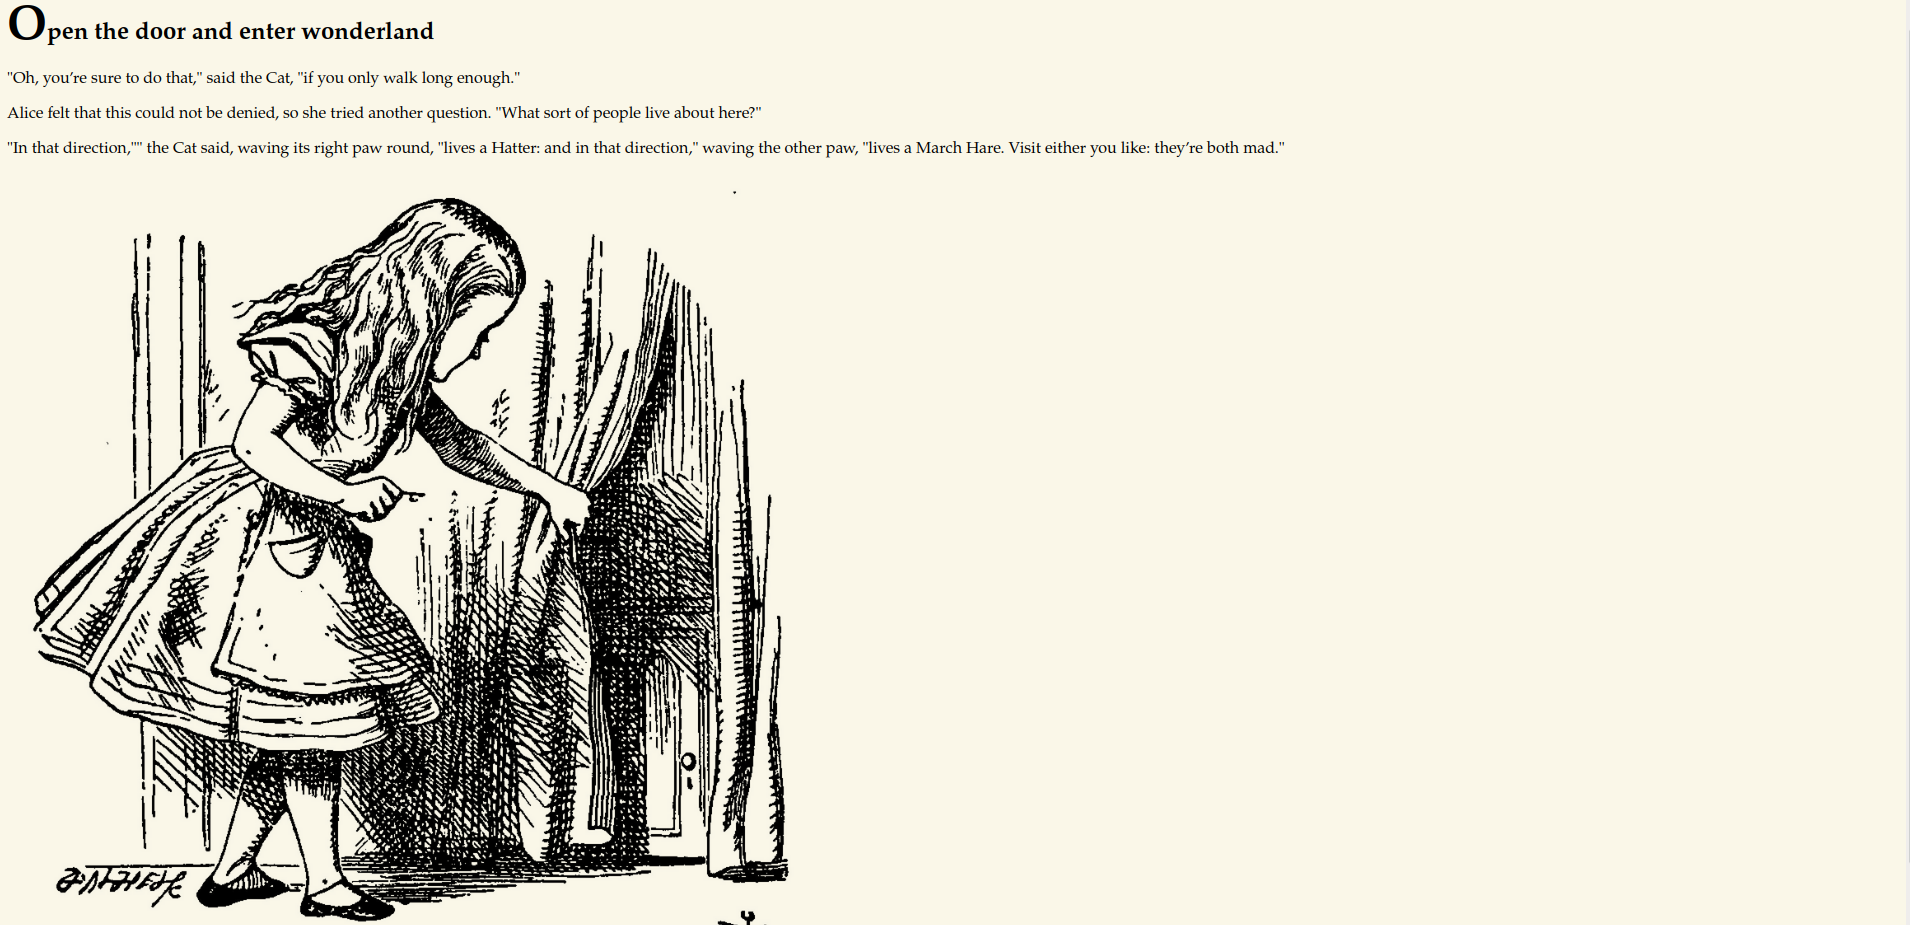 Open the door and enter wonderland
"Oh, you’re sure to do that," said the Cat, "if you only walk long enough."
Alice felt that this could not be denied, so she tried another question. "What sort of people live about here?"
"In that direction,"" the Cat said, waving its right paw round, "lives a Hatter: and in that direction," waving the other paw, "lives a March Hare. Visit either you like: they’re both mad."